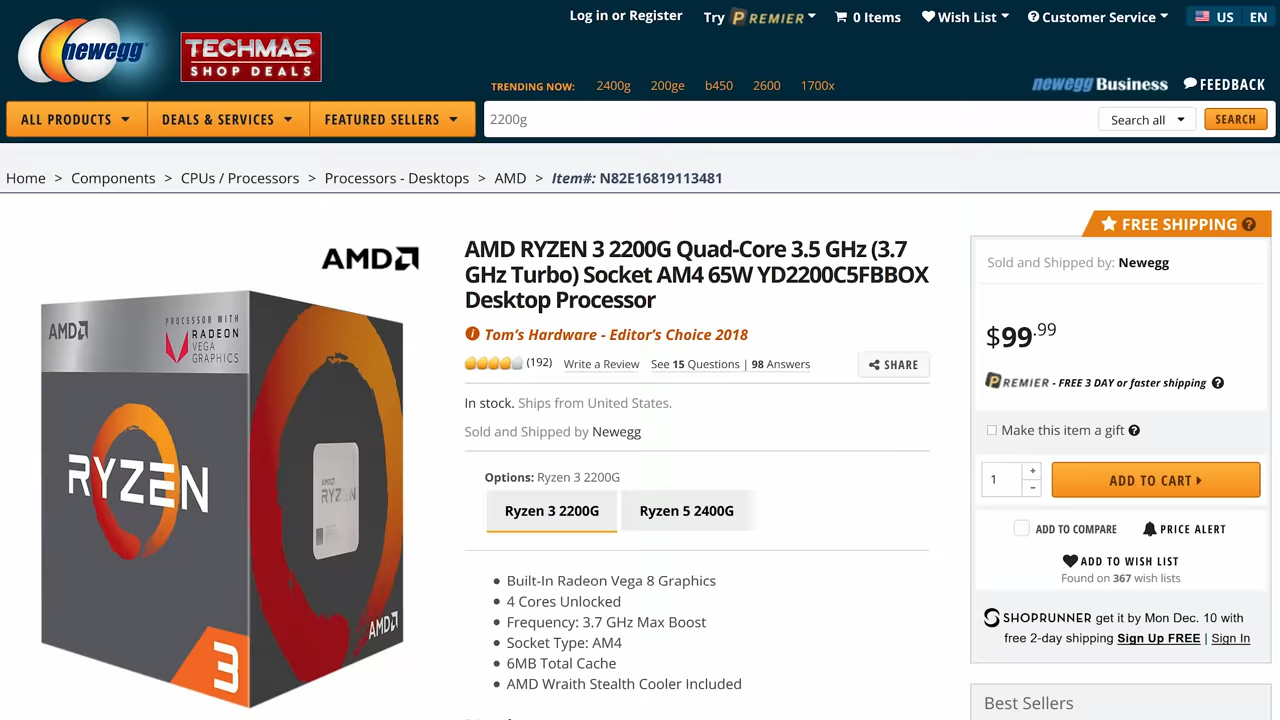 Log in or Register
Try PREMIER
0 Items
Wish List
Customer Service
US EN
newegg
TECHMAS
SHOP DEALS
TRENDING NOW: 2400g 200ge b450 2600 1700x
newegg Business
FEEDBACK
ALL PRODUCTS
DEALS & SERVICES
FEATURED SELLERS
2200g
Search all
SEARCH
Home > Components > CPUs / Processors > Processors - Desktops > AMD > Item#: N82E16819113481
AMD
AMD
PROCESSOR WITH
RADEON
VEGA
GRAPHICS
RYZEN
AMD
RYZEN
AMD
3
AMD RYZEN 3 2200G Quad-Core 3.5 GHz (3.7
GHz Turbo) Socket AM4 65W YD2200C5FBBOX
Desktop Processor
Tom's Hardware - Editor's Choice 2018
(192) Write a Review See 15 Questions | 98 Answers
SHARE
In stock. Ships from United States.
Sold and Shipped by Newegg
Options: Ryzen 3 2200G
Ryzen 3 2200G
Ryzen 5 2400G
Built-In Radeon Vega 8 Graphics
4 Cores Unlocked
Frequency: 3.7 GHz Max Boost
Socket Type: AM4
6MB Total Cache
AMD Wraith Stealth Cooler Included
FREE SHIPPING
Sold and Shipped by: Newegg
$99.99
PREMIER - FREE 3 DAY or faster shipping
Make this item a gift
1
ADD TO CART
ADD TO COMPARE
PRICE ALERT
ADD TO WISH LIST
Found on 367 wish lists
SHOPRUNNER get it by Mon Dec. 10 with
free 2-day shipping Sign Up FREE | Sign In
Best Sellers